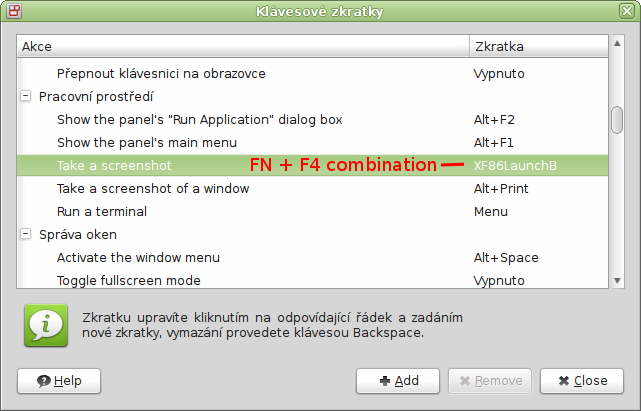 Klávesové zkratky
Akce Zkratka
Přepnout klávesnici na obrazovce Vypnuto
Pracovní prostředí
Show the panel's "Run Application" dialog box Alt+F2
Show the panel's main menu Alt+F1
Take a screenshot FN + F4 combination XF86LaunchB
Take a screenshot of a window Alt+Print
Run a terminal Menu
Správa oken
Activate the window menu Alt+Space
Toggle fullscreen mode Vypnuto
Zkratku upravíte kliknutím na odpovídající řádek a zadáním
nové zkratky, vymazání provedete klávesou Backspace.
Help Add Remove Close